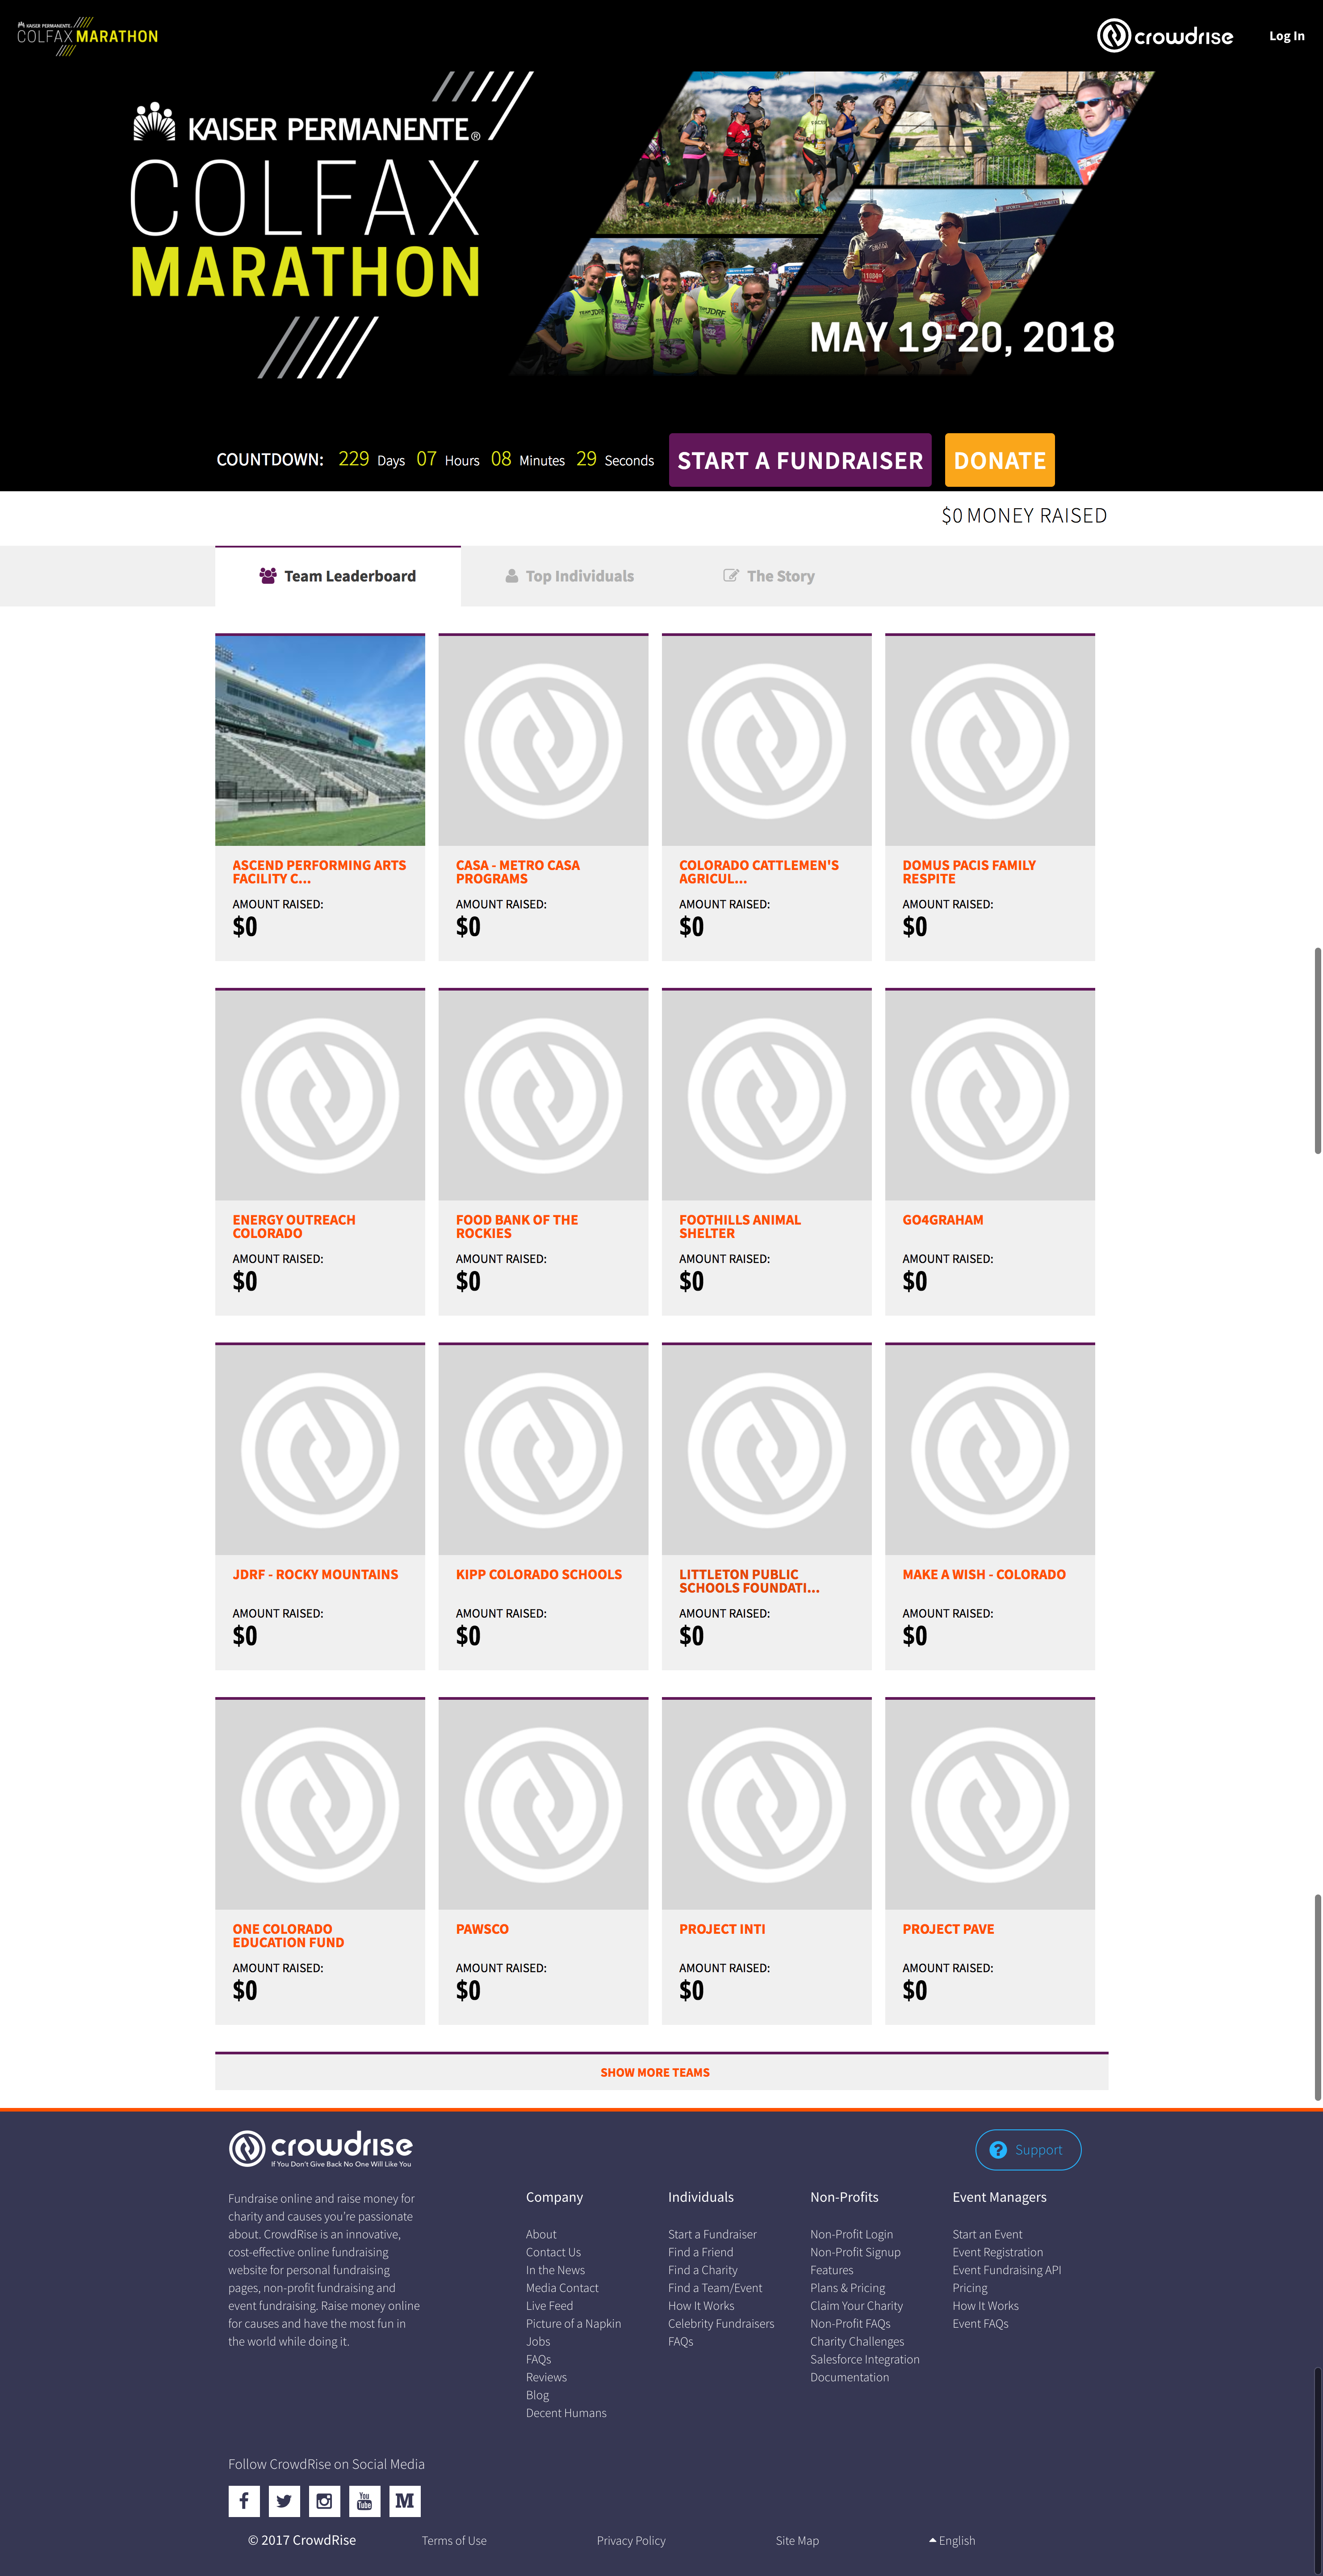 KAISER PERMANENTE.
COLFAX MARATHON
crowdrise
Log In
KAISER PERMANENTE®
COLFAX
MARATHON
MAY 19-20, 2018
COUNTDOWN: 229 Days 07 Hours 08 Minutes 29 Seconds
START A FUNDRAISER
DONATE
$0 MONEY RAISED
Team Leaderboard
Top Individuals
The Story
ASCEND PERFORMING ARTS
FACILITY C...
AMOUNT RAISED:
$0
CASA - METRO CASA
PROGRAMS
AMOUNT RAISED:
$0
COLORADO CATTLEMEN'S
AGRICUL...
AMOUNT RAISED:
$0
DOMUS PACIS FAMILY
RESPITE
AMOUNT RAISED:
$0
ENERGY OUTREACH
COLORADO
AMOUNT RAISED:
$0
FOOD BANK OF THE
ROCKIES
AMOUNT RAISED:
$0
FOOTHILLS ANIMAL
SHELTER
AMOUNT RAISED:
$0
GO4GRAHAM
AMOUNT RAISED:
$0
JDRF - ROCKY MOUNTAINS
AMOUNT RAISED:
$0
KIPP COLORADO SCHOOLS
AMOUNT RAISED:
$0
LITTLETON PUBLIC
SCHOOLS FOUNDATI...
AMOUNT RAISED:
$0
MAKE A WISH - COLORADO
AMOUNT RAISED:
$0
ONE COLORADO
EDUCATION FUND
AMOUNT RAISED:
$0
PAWSCO
AMOUNT RAISED:
$0
PROJECT INTI
AMOUNT RAISED:
$0
PROJECT PAVE
AMOUNT RAISED:
$0
SHOW MORE TEAMS
crowdrise
If You Don't Give Back No One Will Like You
Support
Fundraise online and raise money for
charity and causes you're passionate
about. CrowdRise is an innovative,
cost-effective online fundraising
website for personal fundraising
pages, non-profit fundraising and
event fundraising. Raise money online
for causes and have the most fun in
the world while doing it.
Company
About
Contact Us
In the News
Media Contact
Live Feed
Picture of a Napkin
Jobs
FAQs
Reviews
Blog
Decent Humans
Individuals
Start a Fundraiser
Find a Friend
Find a Charity
Find a Team/Event
How It Works
Celebrity Fundraisers
FAQs
Non-Profits
Non-Profit Login
Non-Profit Signup
Features
Plans & Pricing
Claim Your Charity
Non-Profit FAQs
Charity Challenges
Salesforce Integration
Documentation
Event Managers
Start an Event
Event Registration
Event Fundraising API
Pricing
How It Works
Event FAQs
Follow CrowdRise on Social Media
You
Tube
M
© 2017 CrowdRise
Terms of Use
Privacy Policy
Site Map
English